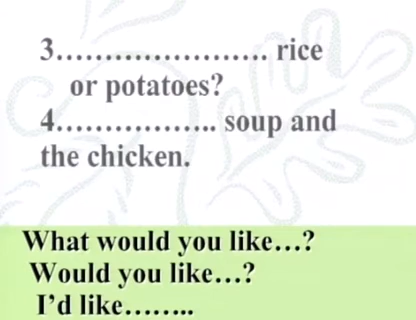 3...................... rice
or potatoes?
4................. soup and
the chicken.
What would you like…?
Would you like…?
I'd like……..